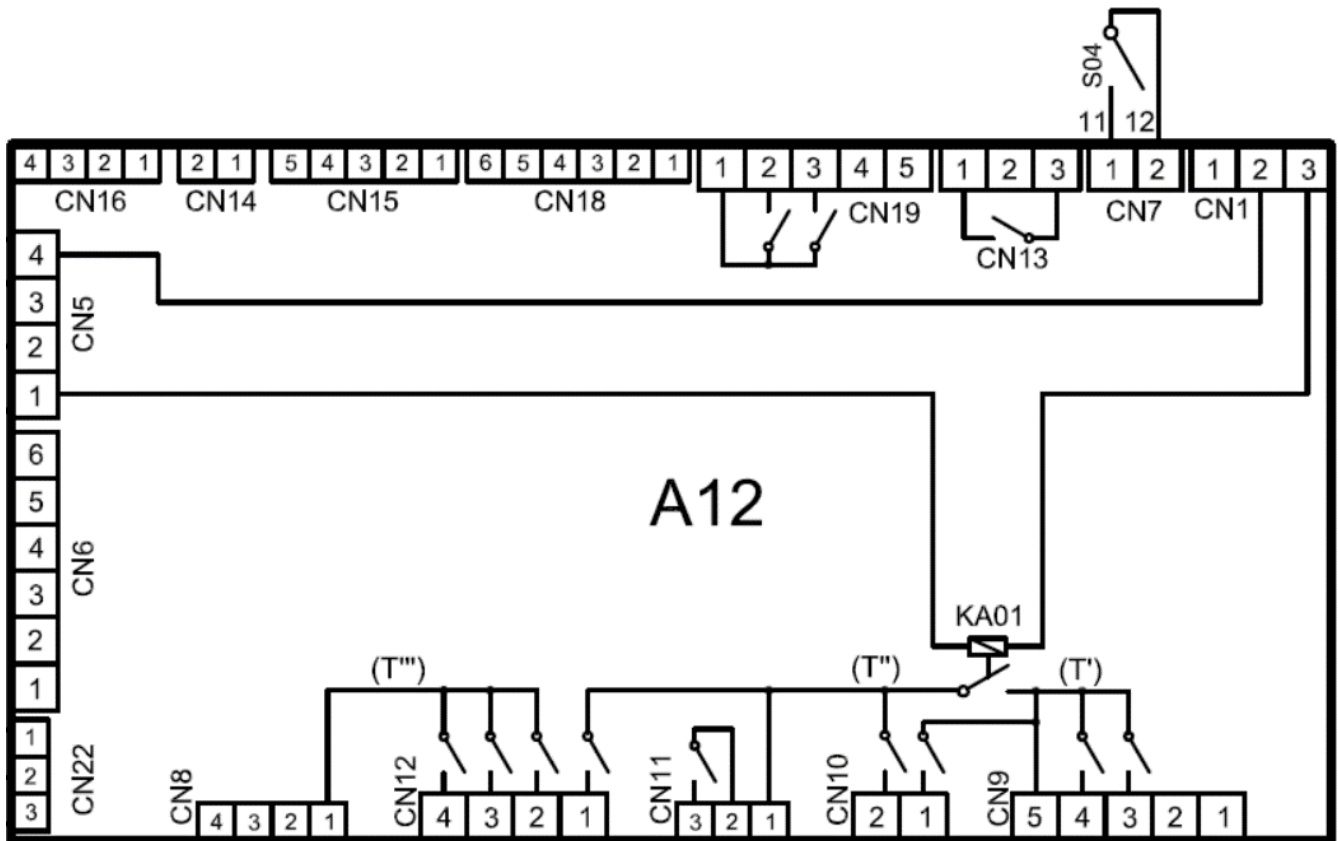 S04
11 12
4 3 2 1
CN16
2 1
CN14
5 4 3 2 1
CN15
6 5 4 3 2 1
CN18
1 2 3 4 5
CN19
1 2 3
CN13
1 2
CN7
1 2 3
CN1
4
3
2
1
CN5
6
5
4
3
2
1
CN6
1
2
3
CN22
A12
KA01
(T''')
(T'')
(T')
CN8
4 3 2 1
CN12
4 3 2 1
CN11
3 2 1
CN10
2 1
CN9
5 4 3 2 1